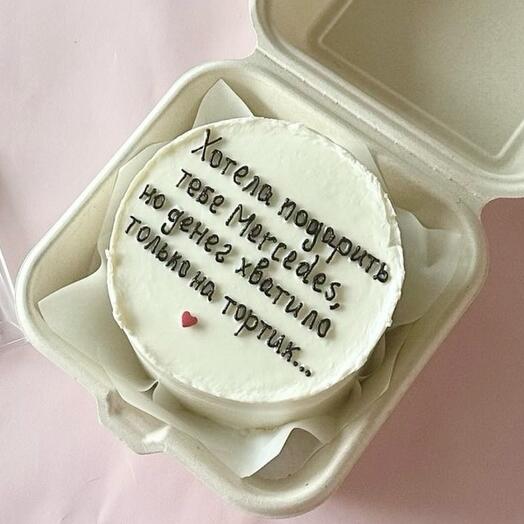 Хотела подарить
тебе Mercedes,
но денег хватило
только на тортик...